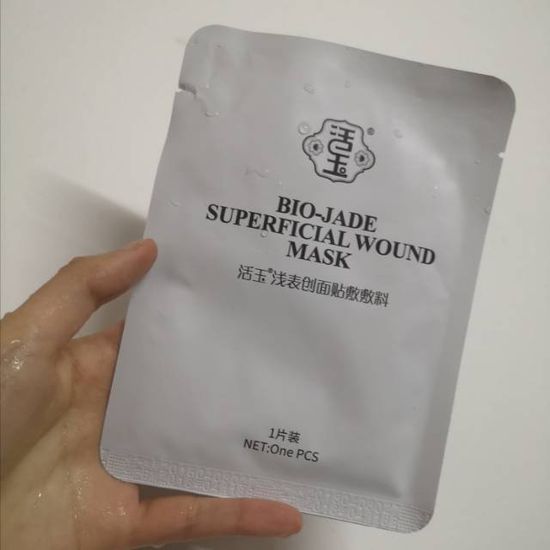 活玉®
BIO-JADE
SUPERFICIAL WOUND
MASK
活玉®浅表创面贴敷敷料
1片装
NET:One PCS